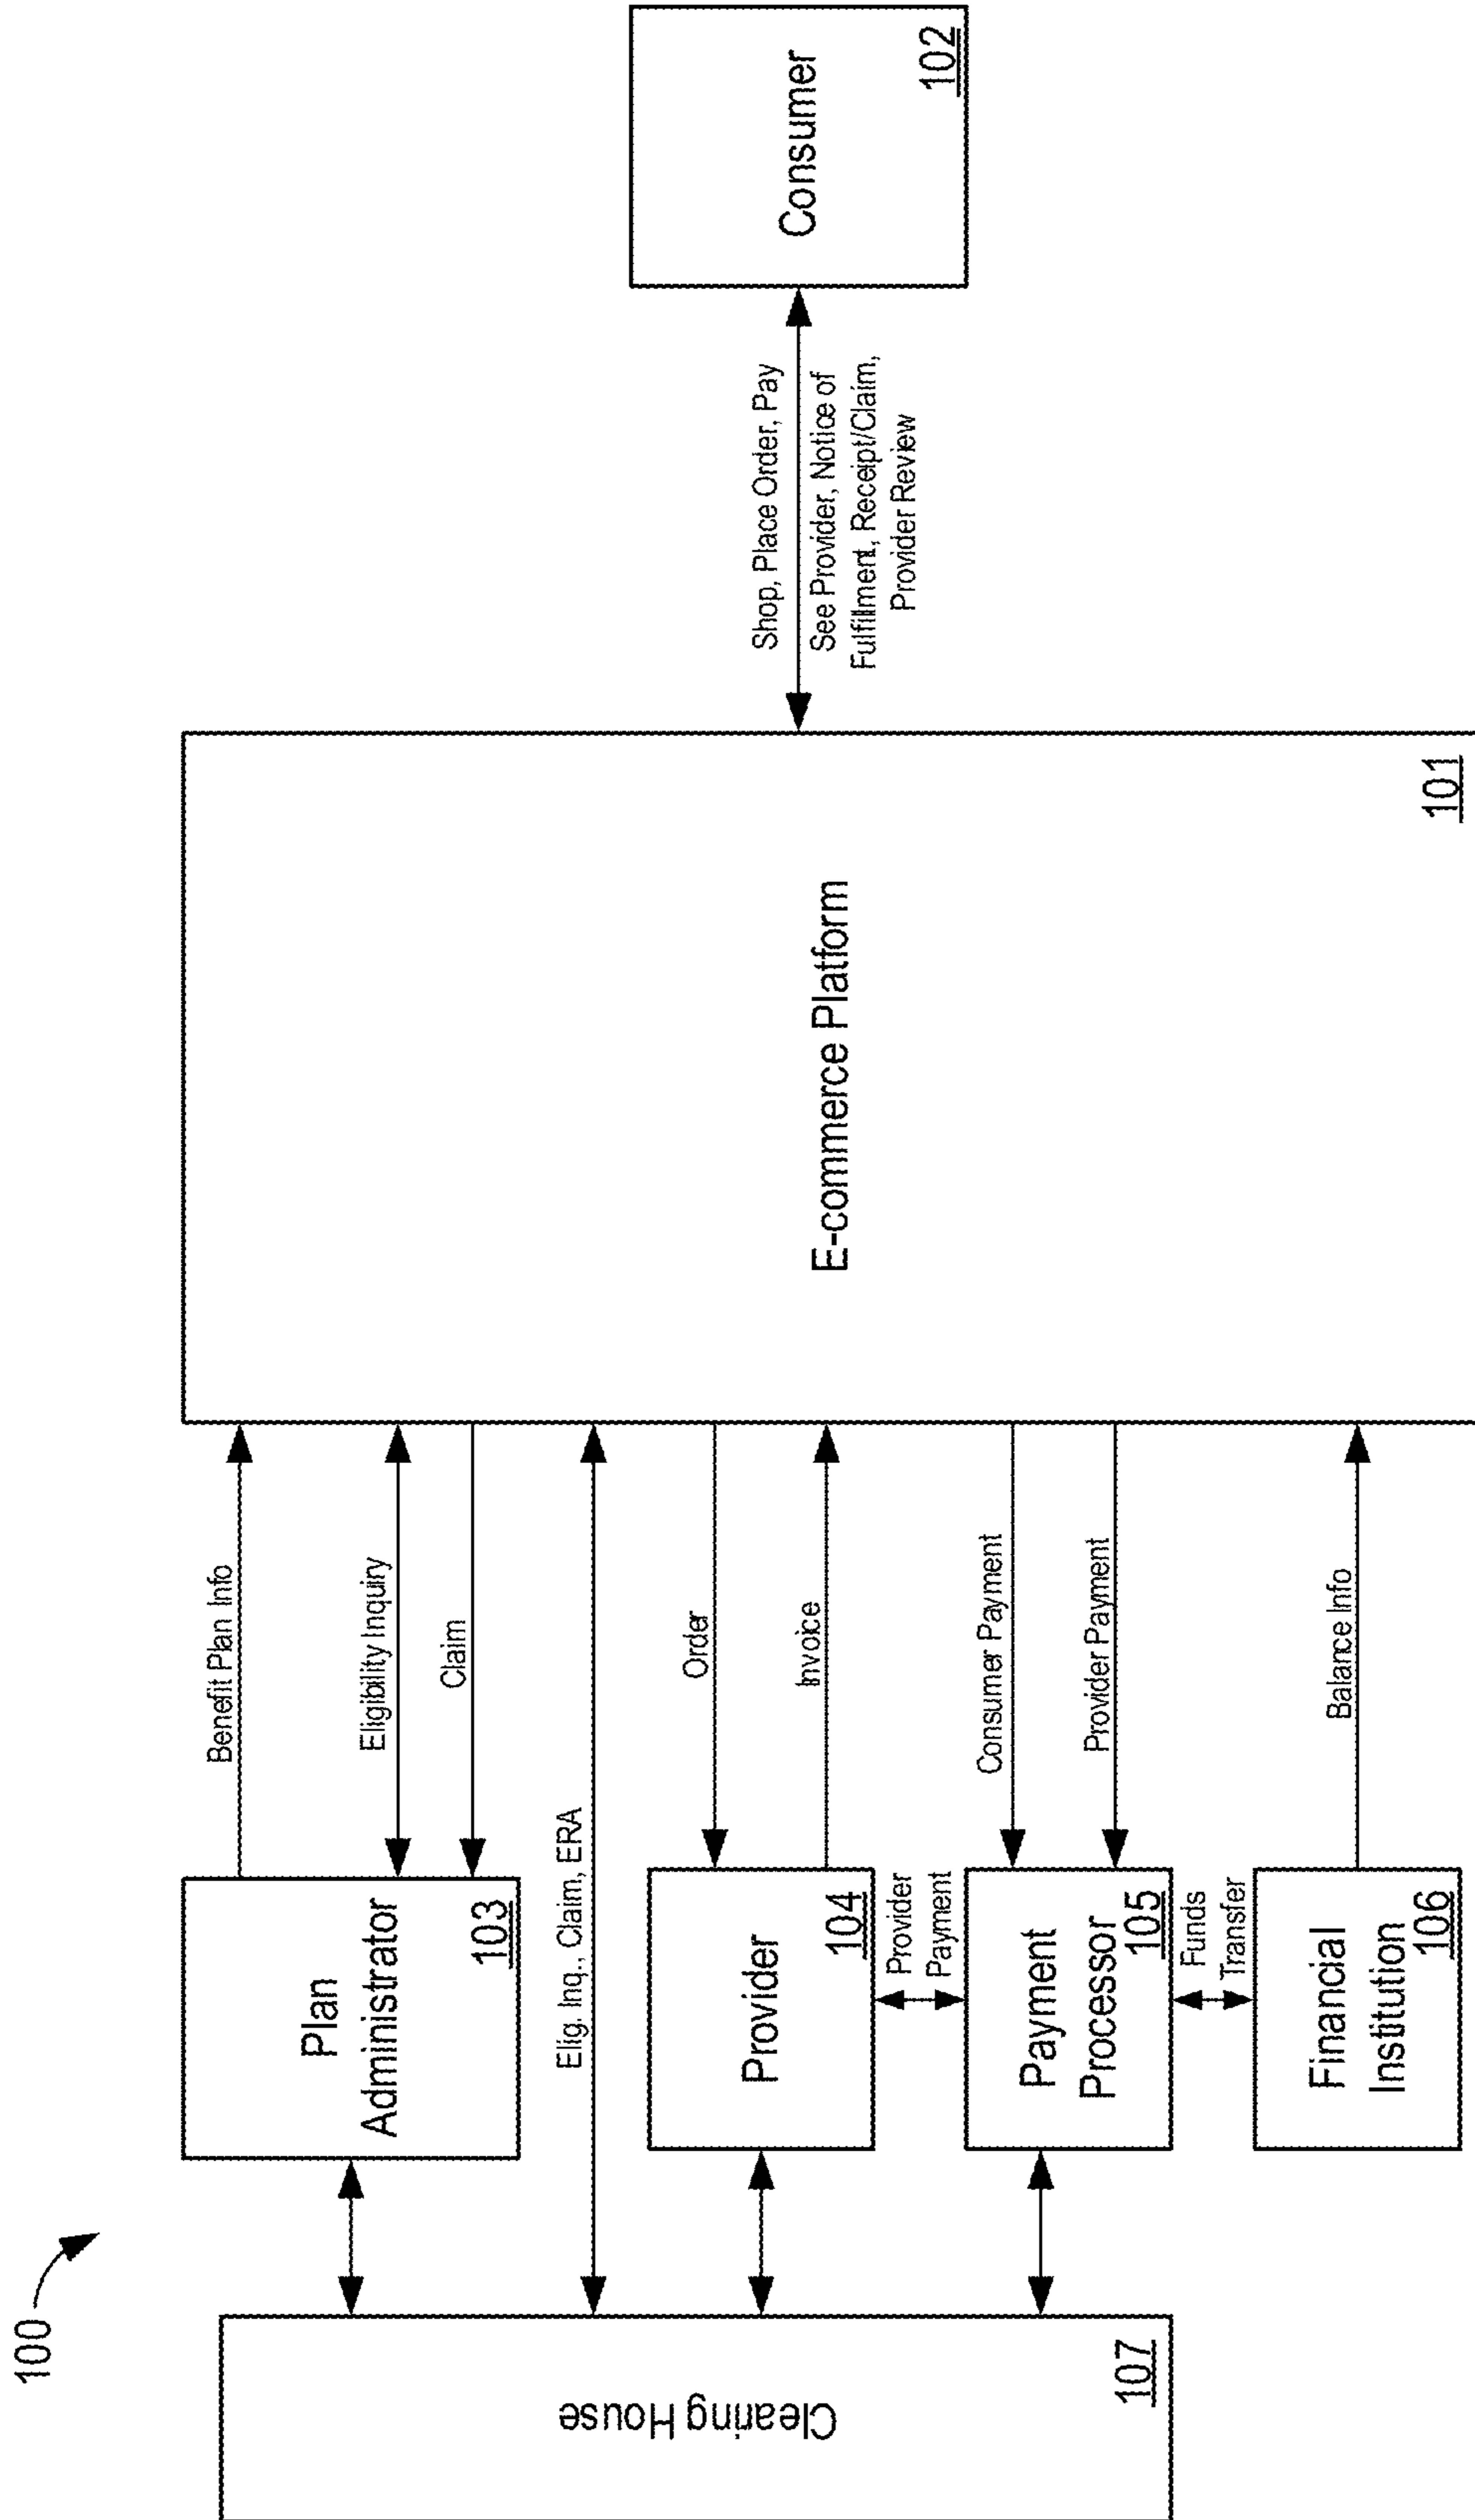 100
Clearing House
107
Plan
Administrator
103
Benefit Plan Info
Eligibility Inquiry
Claim
Elig. Inq., Claim, ERA
Provider
104
Order
Invoice
Provider
Payment
Payment
Processor
105
Consumer Payment
Provider Payment
Funds
Transfer
Financial
Institution
106
Balance Info
E-commerce Platform
101
Shop, Place Order, Pay
See Provider, Notice of
Fulfillment, Receipt/Claim,
Provider Review
Consumer
102